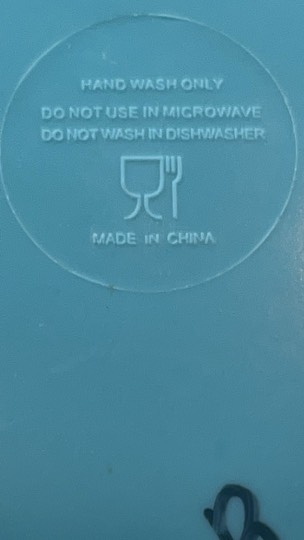 HAND WASH ONLY
DO NOT USE IN MICROWAVE
DO NOT WASH IN DISHWASHER
MADE IN CHINA